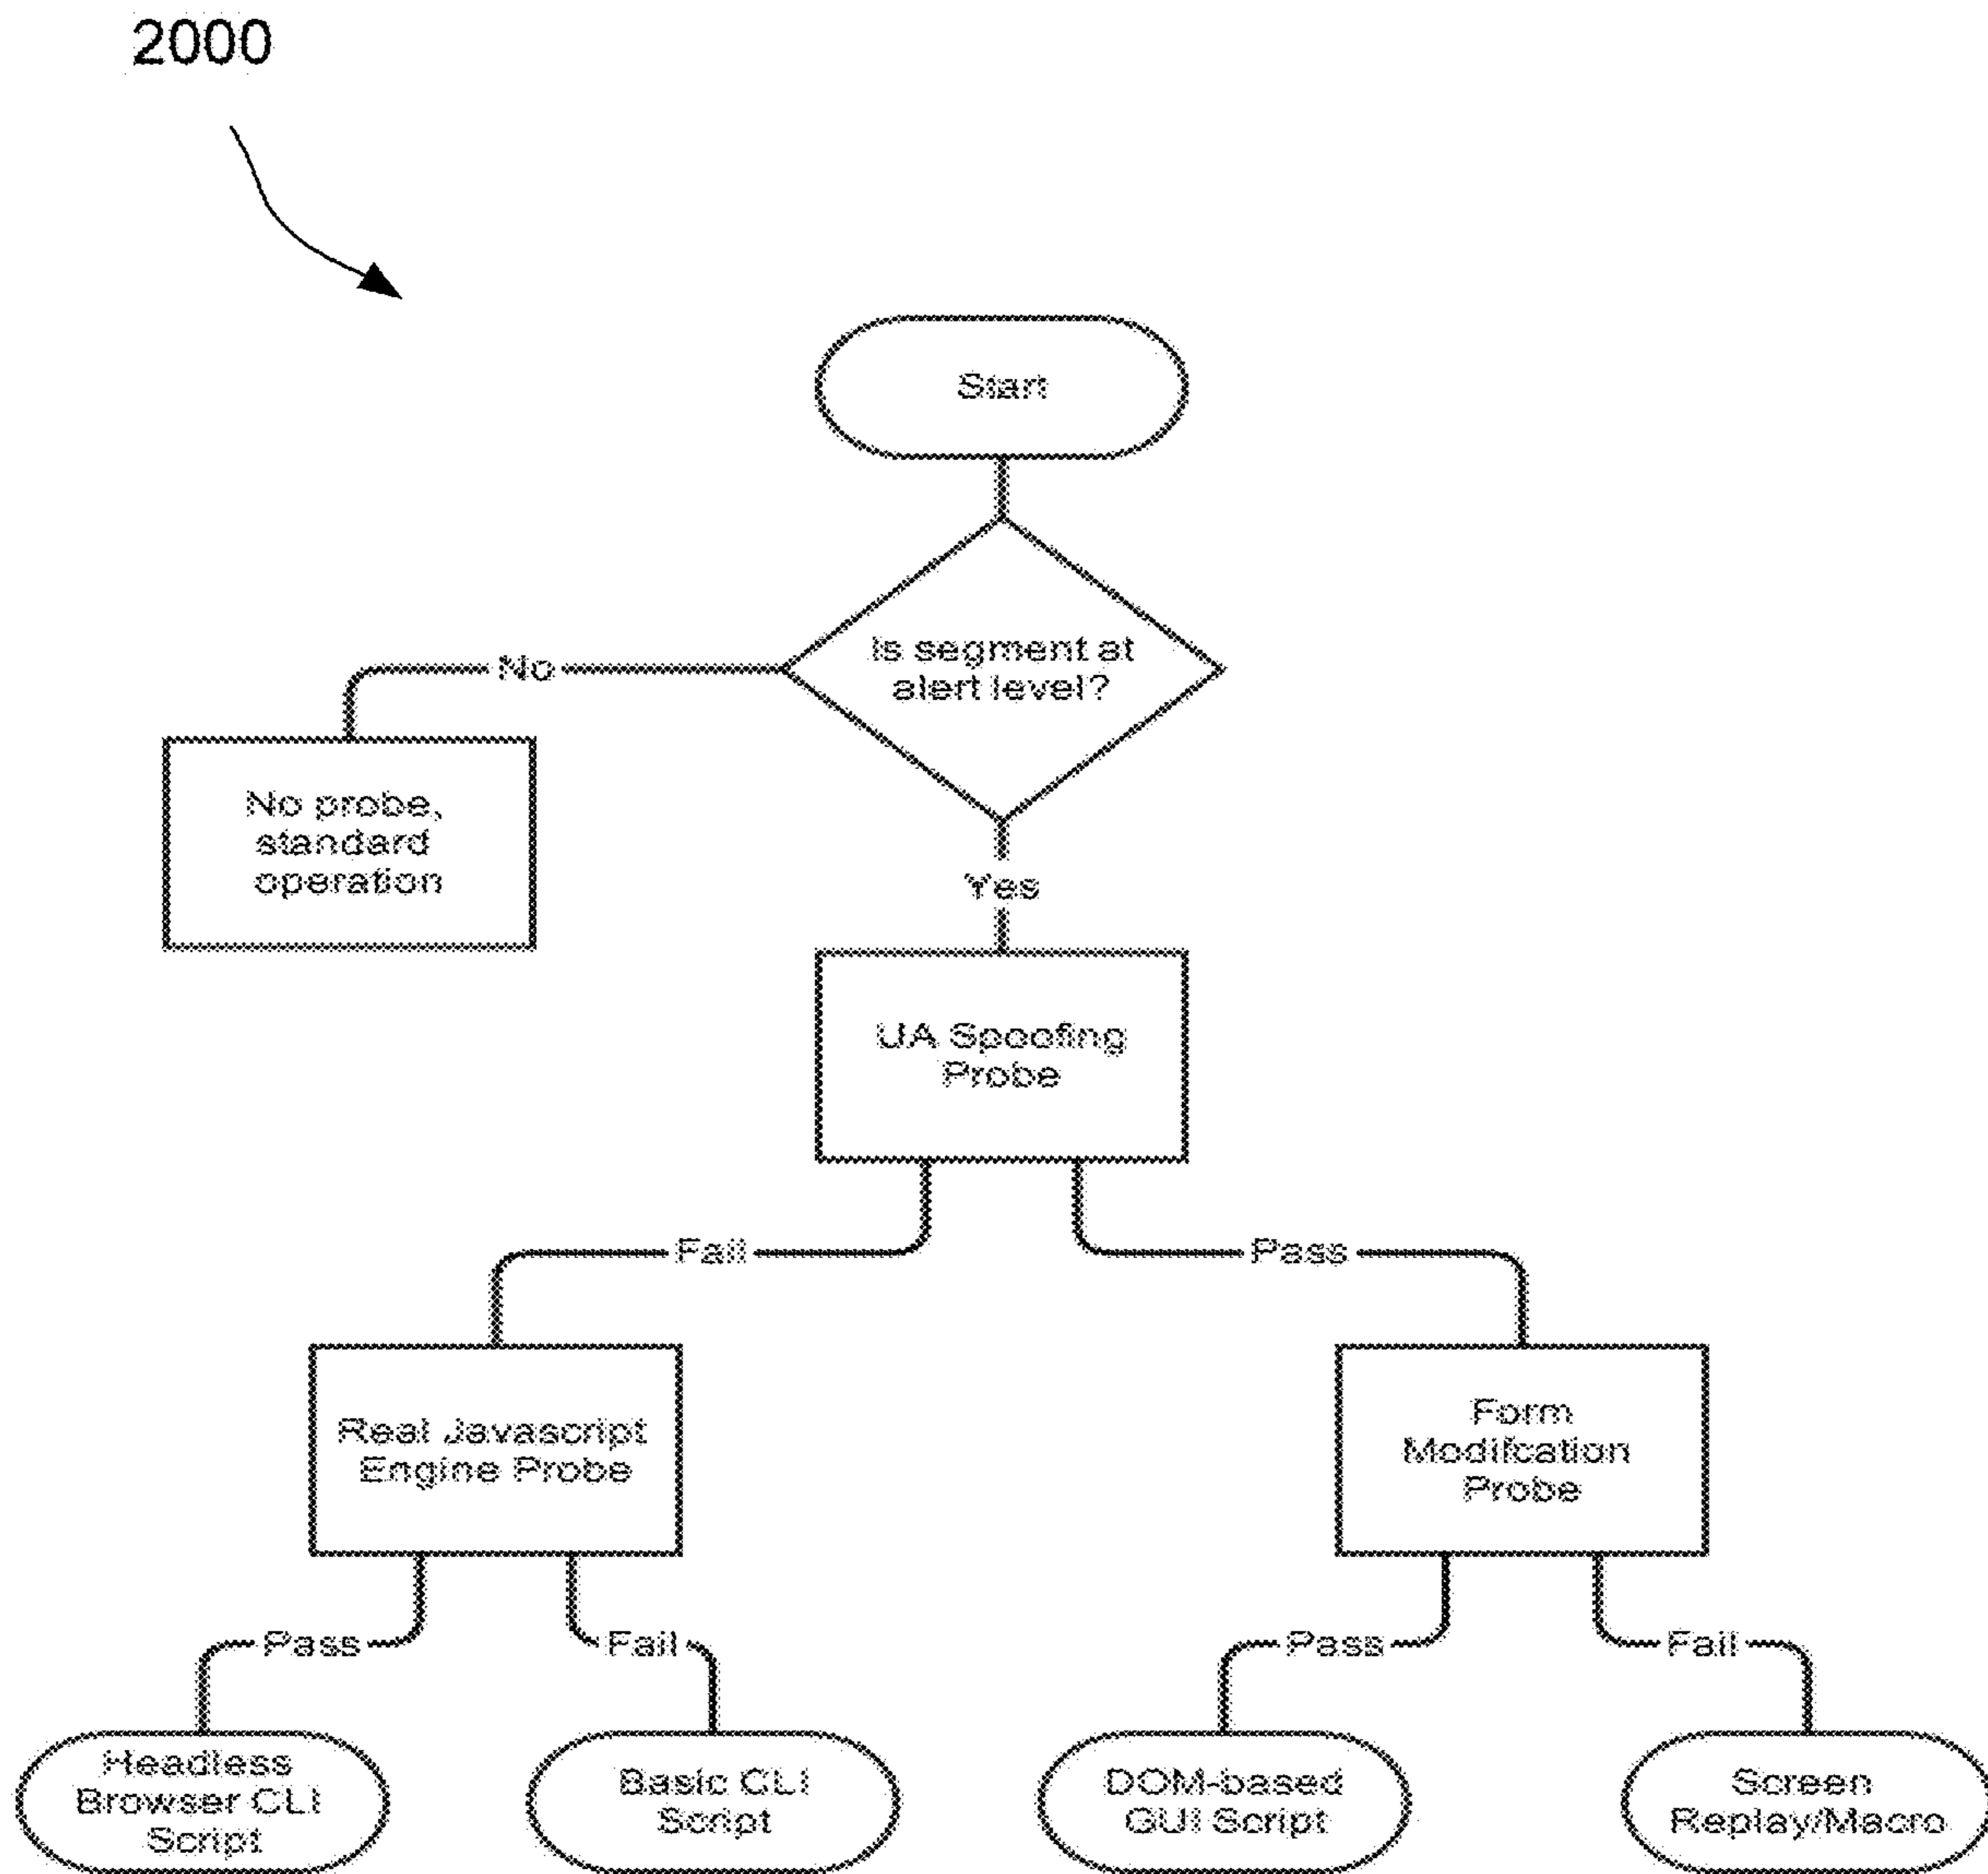 2000
Start
Is segment at
alert level?
No
No probe,
standard
operation
Yes
UA Spoofing
Probe
Fail
Pass
Real Javascript
Engine Probe
Form
Modifcation
Probe
Pass
Fail
Pass
Fail
Headless
Browser CLI
Script
Basic CLI
Script
DOM-based
GUI Script
Screen
Replay/Macro